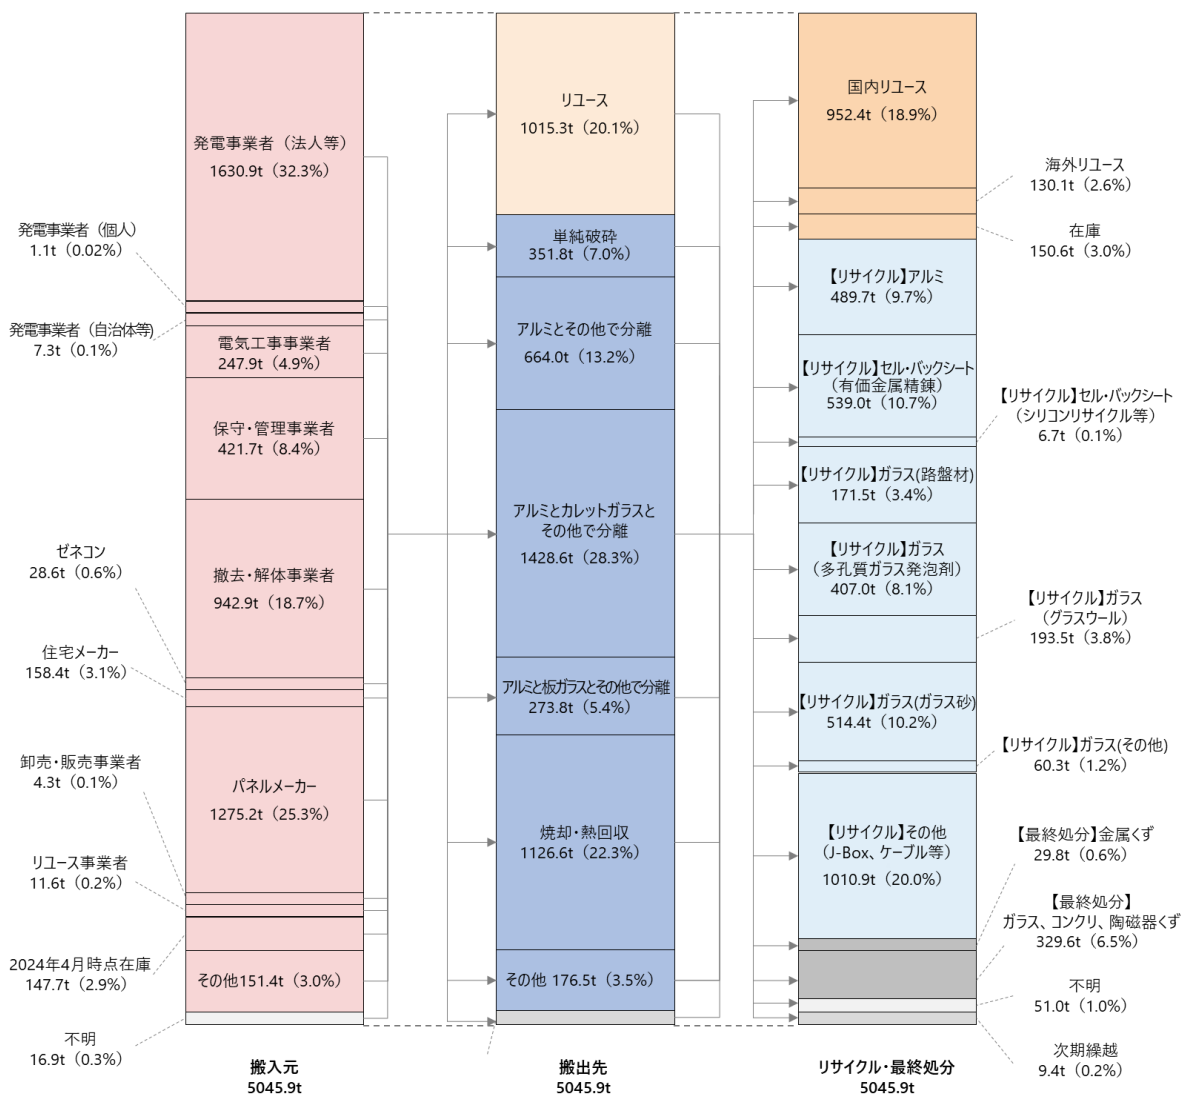 発電事業者（法人等）
1630.9t（32.3%）
発電事業者（個人）
1.1t（0.02%）
発電事業者（自治体等)
7.3t（0.1%）
電気工事事業者
247.9t（4.9%）
保守・管理事業者
421.7t（8.4%）
撤去・解体事業者
942.9t（18.7%）
ゼネコン
28.6t（0.6%）
住宅メーカー
158.4t（3.1%）
パネルメーカー
1275.2t（25.3%）
卸売・販売事業者
4.3t（0.1%）
リユース事業者
11.6t（0.2%）
2024年4月時点在庫
147.7t（2.9%）
その他151.4t（3.0%）
不明
16.9t（0.3%）
搬入元
5045.9t
リユース
1015.3t（20.1%）
単純破砕
351.8t（7.0%）
アルミとその他で分離
664.0t（13.2%）
アルミとカレットガラスと
その他で分離
1428.6t（28.3%）
アルミと板ガラスとその他で分離
273.8t（5.4%）
焼却・熱回収
1126.6t（22.3%）
その他 176.5t（3.5%）
搬出先
5045.9t
国内リユース
952.4t（18.9%）
海外リユース
130.1t（2.6%）
在庫
150.6t（3.0%）
【リサイクル】アルミ
489.7t（9.7%）
【リサイクル】セル・バックシート
（有価金属精錬）
539.0t（10.7%）
【リサイクル】セル・バックシート
（シリコンリサイクル等）
6.7t（0.1%）
【リサイクル】ガラス(路盤材)
171.5t（3.4%）
【リサイクル】ガラス
（多孔質ガラス発泡剤）
407.0t（8.1%）
【リサイクル】ガラス
（グラスウール）
193.5t（3.8%）
【リサイクル】ガラス(ガラス砂)
514.4t（10.2%）
【リサイクル】ガラス(その他)
60.3t（1.2%）
【リサイクル】その他
（J-Box、ケーブル等）
1010.9t（20.0%）
【最終処分】金属くず
29.8t（0.6%）
【最終処分】
ガラス、コンクリ、陶磁器くず
329.6t（6.5%）
不明
51.0t（1.0%）
次期繰越
9.4t（0.2%）
リサイクル・最終処分
5045.9t